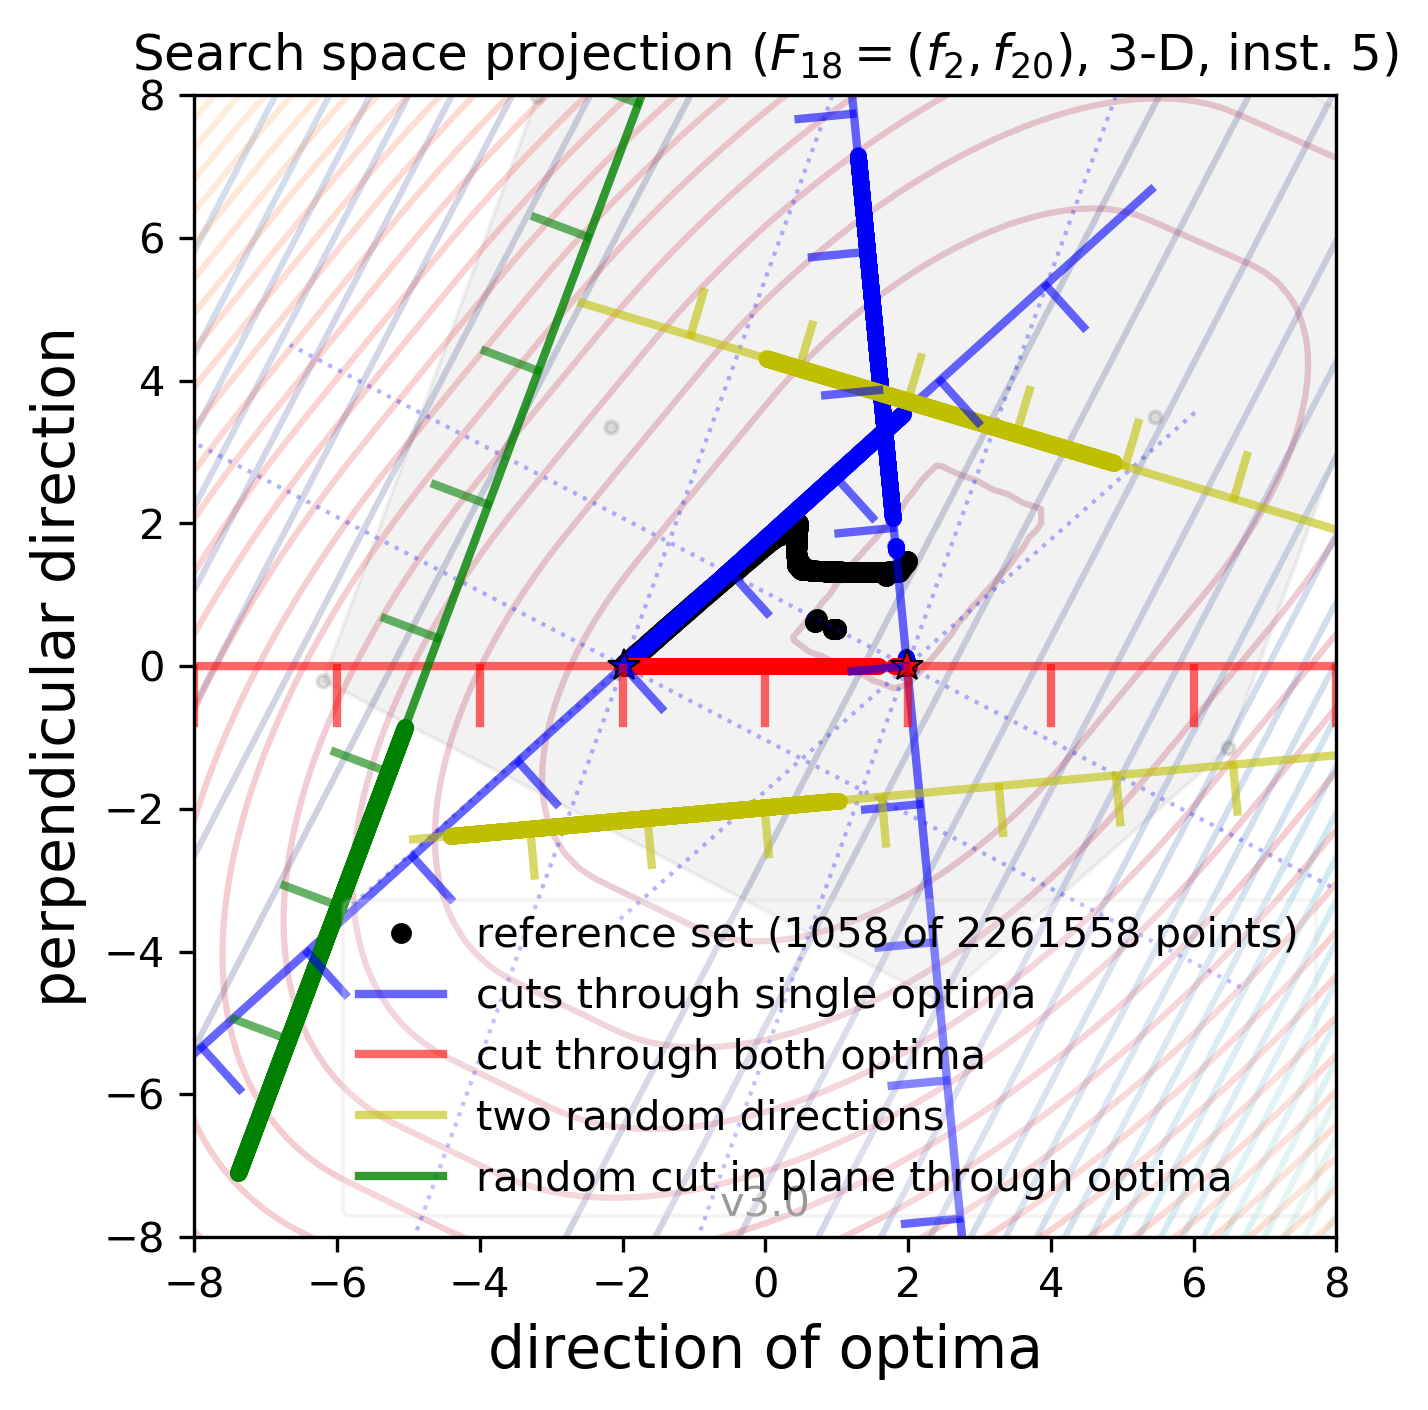 Search space projection (F₁₈ = (f₂, f₂₀), 3-D, inst. 5)
8
6
4
2
0
−2
−4
−6
−8
perpendicular direction
reference set (1058 of 2261558 points)
cuts through single optima
cut through both optima
two random directions
random cut in plane through optima
v3.0
−8 −6 −4 −2 0 2 4 6 8
direction of optima